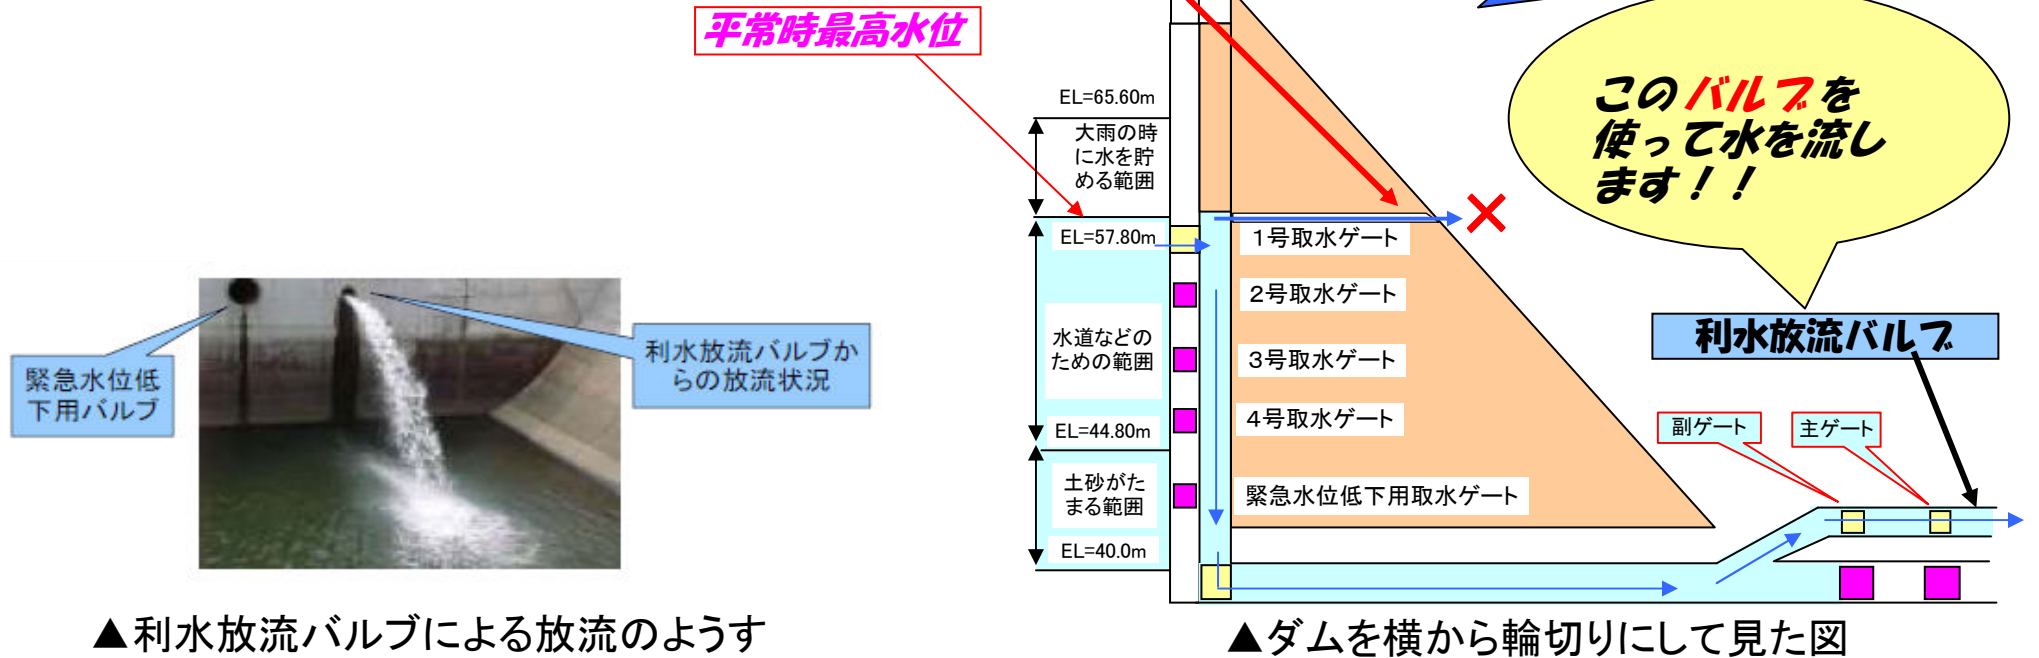 平常時最高水位
EL=65.60m
大雨の時
に水を貯
める範囲
EL=57.80m
水道などの
ための範囲
EL=44.80m
土砂がた
まる範囲
EL=40.0m
1号取水ゲート
2号取水ゲート
3号取水ゲート
4号取水ゲート
緊急水位低下用取水ゲート
このバルブを
使って水を流し
ます！！
利水放流バルブ
副ゲート
主ゲート
緊急水位低
下用バルブ
利水放流バルブか
らの放流状況
▲利水放流バルブによる放流のようす
▲ダムを横から輪切りにして見た図